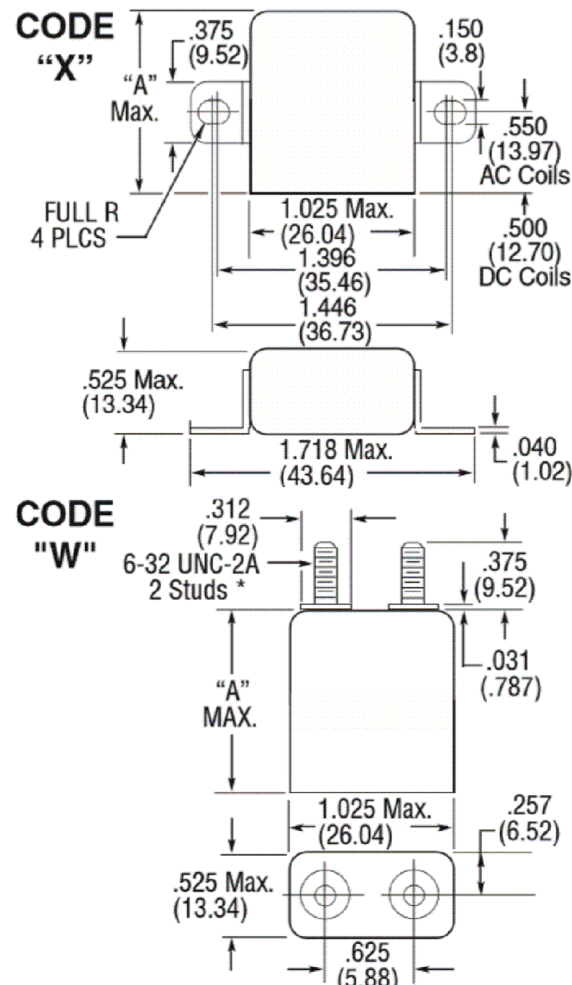 CODE
“X”
.375
(9.52)
“A”
Max.
.150
(3.8)
.550
(13.97)
AC Coils
FULL R
4 PLCS
1.025 Max.
(26.04)
.500
(12.70)
DC Coils
1.396
(35.46)
1.446
(36.73)
.525 Max.
(13.34)
1.718 Max.
(43.64)
.040
(1.02)
CODE
"W"
.312
(7.92)
6-32 UNC-2A
2 Studs *
.375
(9.52)
.031
(.787)
“A”
MAX.
1.025 Max.
(26.04)
.257
(6.52)
.525 Max.
(13.34)
.625
(5.88)